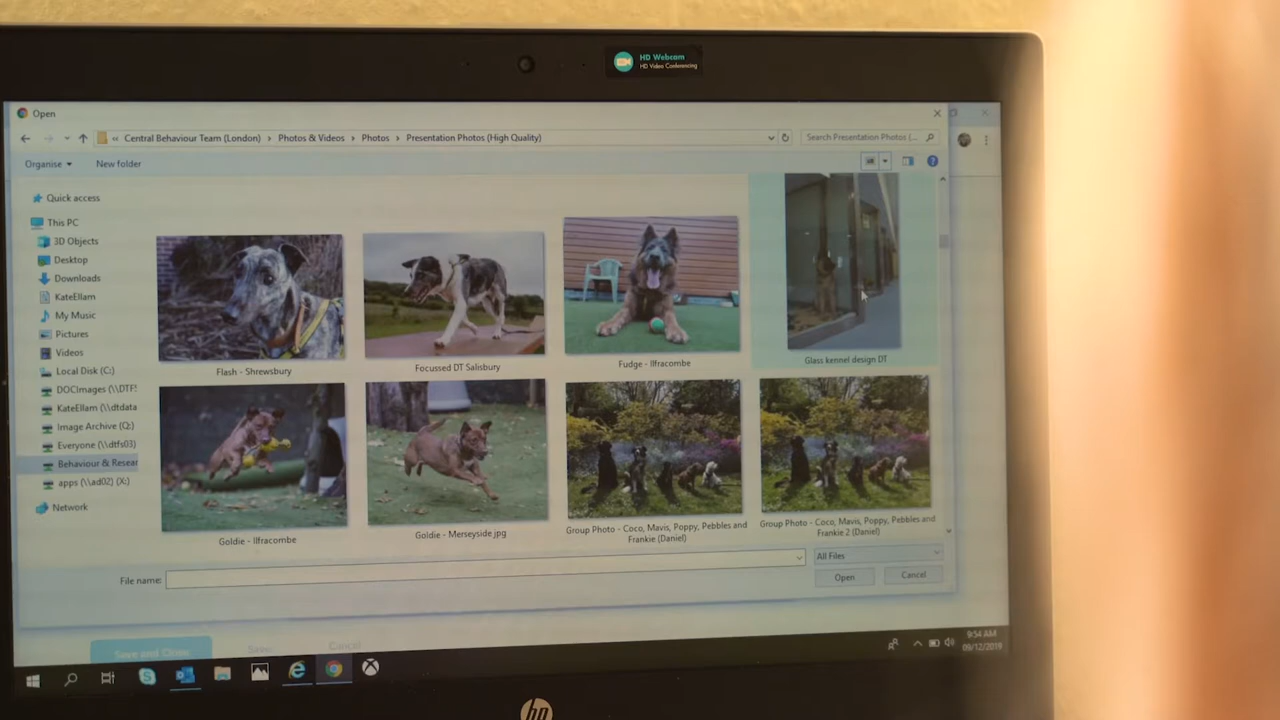 HD Webcam
HD Video Conferencing
Open
« Central Behaviour Team (London) › Photos & Videos › Photos › Presentation Photos (High Quality)
Search Presentation Photos (...
Organise
New folder
Quick access
This PC
3D Objects
Desktop
Downloads
KateEllam
My Music
Pictures
Videos
Local Disk (C:)
DOCImages (\\DTF
KateEllam (\\dtdata
Image Archive (Q:)
Everyone (\\dtfs03)
Behaviour & Resear
apps (\\ad02) (X:)
Network
Flash - Shrewsbury
Focussed DT Salisbury
Fudge - Ilfracombe
Glass kennel design DT
Goldie - Ilfracombe
Goldie - Merseyside jpg
Group Photo - Coco, Mavis, Poppy, Pebbles and
Frankie (Daniel)
Group Photo - Coco, Mavis, Poppy, Pebbles and
Frankie 2 (Daniel)
File name:
All Files
Open
Cancel
Save and Close
Save
Cancel
9:54 AM
09/12/2019
hp